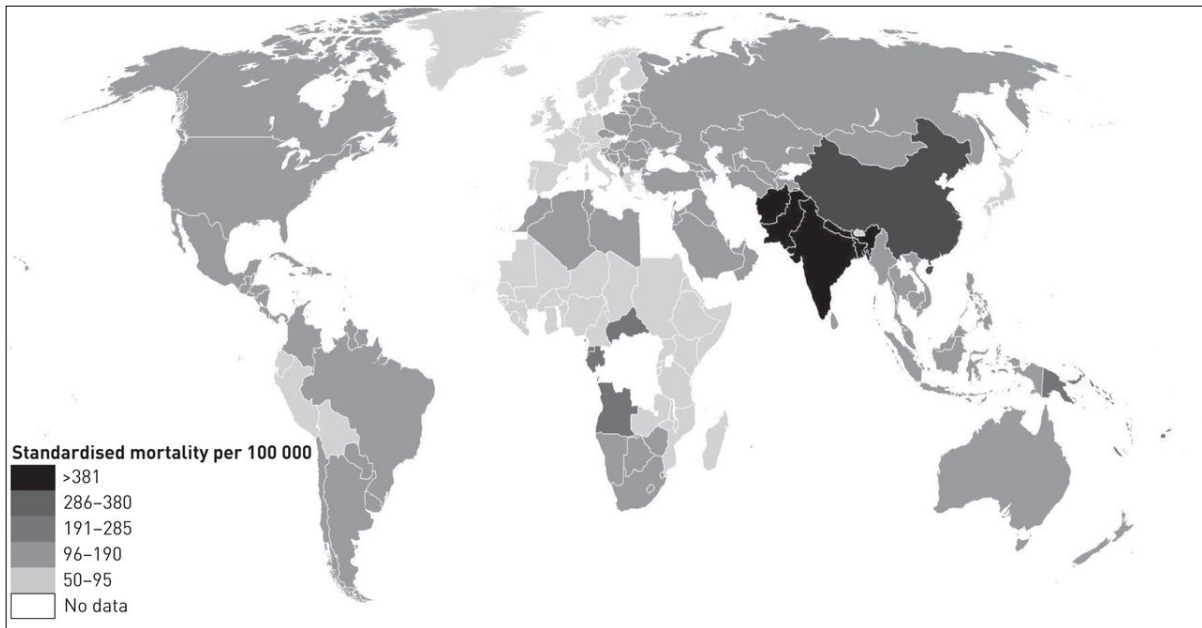 Standardised mortality per 100 000
>381
286–380
191–285
96–190
50–95
No data